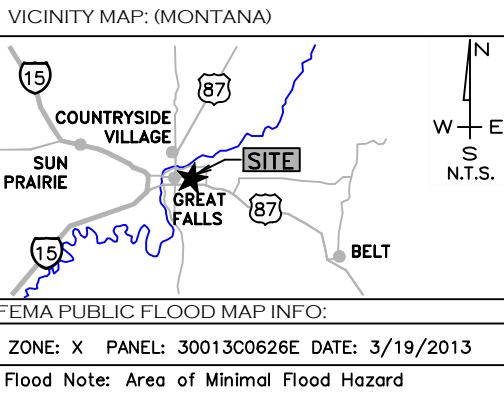 VICINITY MAP: (MONTANA)
15
87
N
COUNTRYSIDE
VILLAGE
W E
S
N.T.S.
SUN
PRAIRIE
SITE
GREAT
FALLS
87
15
BELT
FEMA PUBLIC FLOOD MAP INFO:
ZONE: X PANEL: 30013C0626E DATE: 3/19/2013
Flood Note: Area of Minimal Flood Hazard